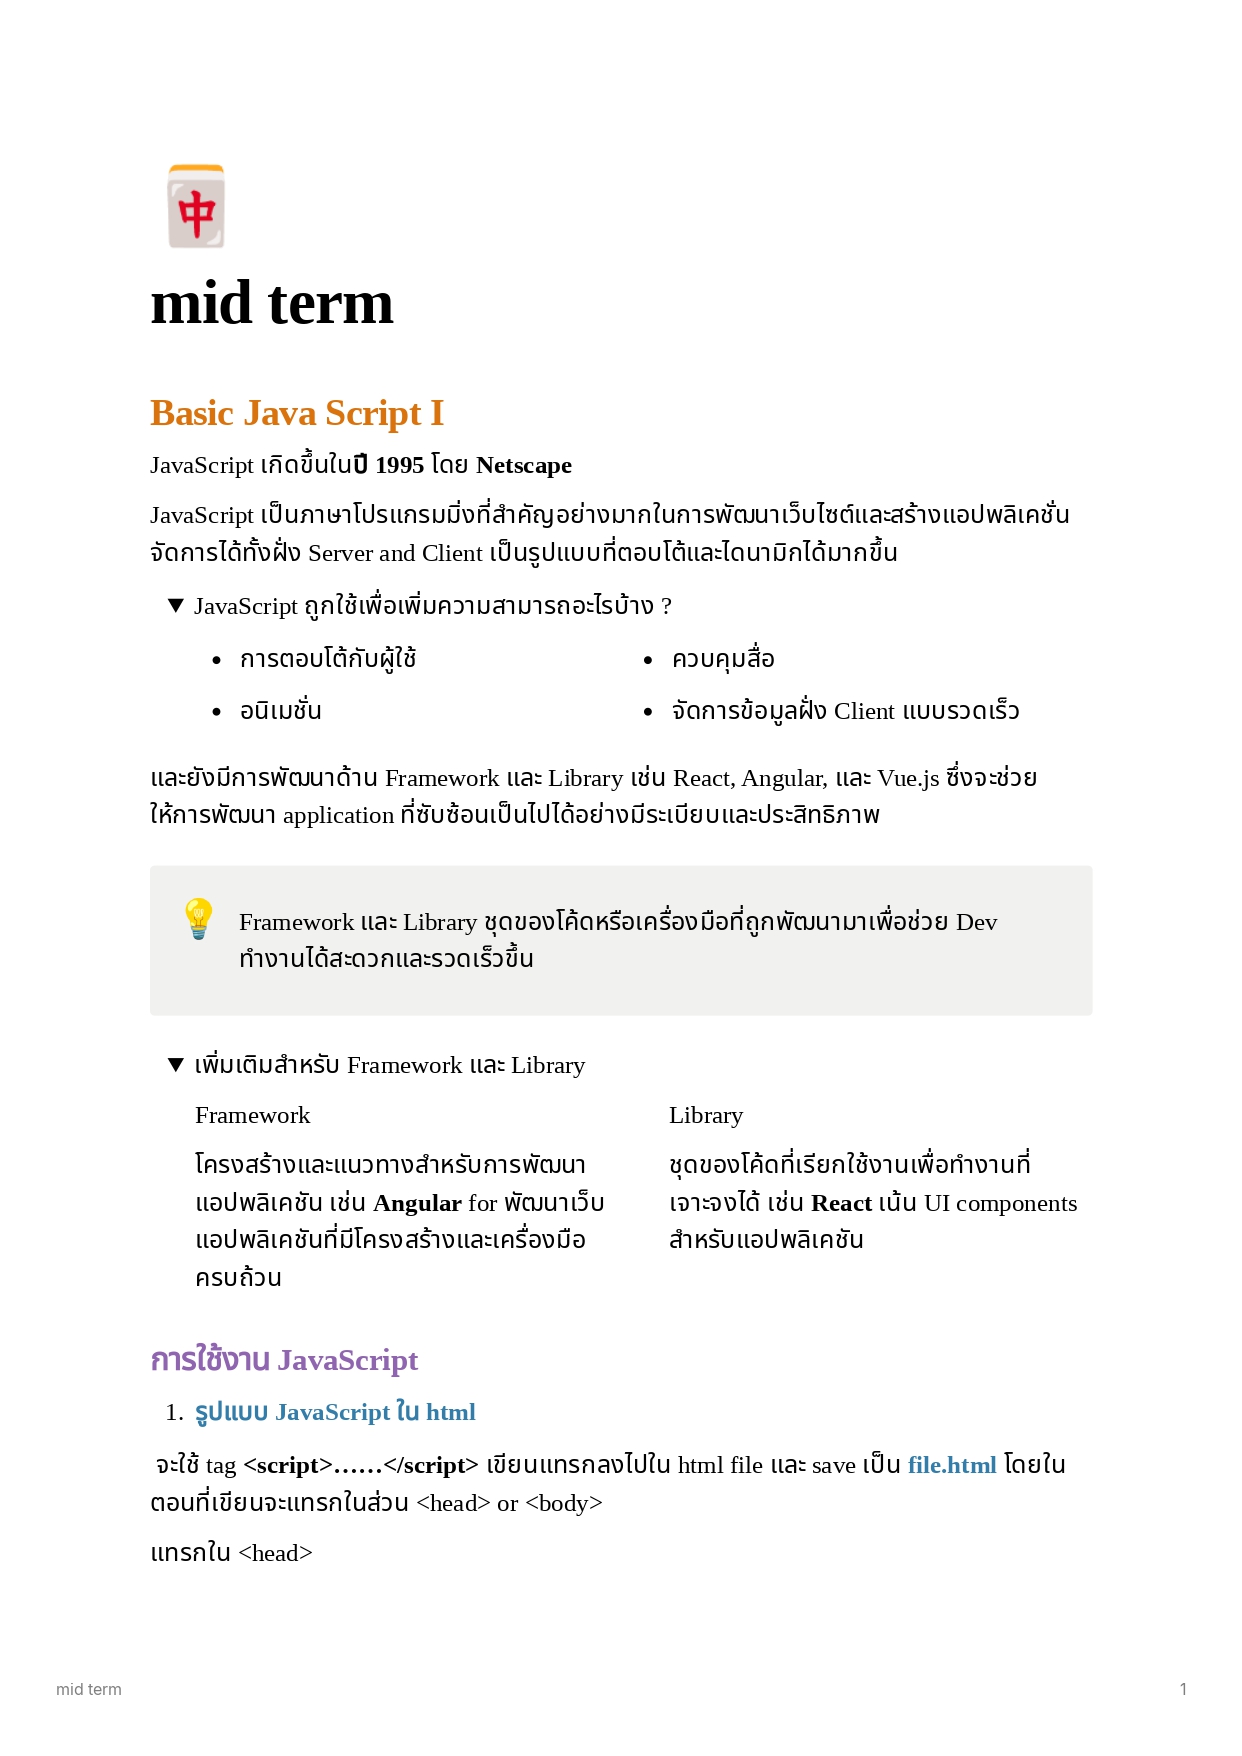 中
mid term
Basic Java Script I
JavaScript เกิดขึ้นในปี 1995 โดย Netscape
JavaScript เป็นภาษาโปรแกรมมิ่งที่สำคัญอย่างมากในการพัฒนาเว็บไซต์และสร้างแอปพลิเคชั่น
จัดการได้ทั้งฝั่ง Server and Client เป็นรูปแบบที่ตอบโต้และไดนามิกได้มากขึ้น
▼ JavaScript ถูกใช้เพื่อเพิ่มความสามารถอะไรบ้าง ?
• การตอบโต้กับผู้ใช้
• อนิเมชั่น
• ควบคุมสื่อ
• จัดการข้อมูลฝั่ง Client แบบรวดเร็ว
และยังมีการพัฒนาด้าน Framework และ Library เช่น React, Angular, และ Vue.js ซึ่งจะช่วย
ให้การพัฒนา application ที่ซับซ้อนเป็นไปได้อย่างมีระเบียบและประสิทธิภาพ
Framework และ Library ชุดของโค้ดหรือเครื่องมือที่ถูกพัฒนามาเพื่อช่วย Dev
ทำงานได้สะดวกและรวดเร็วขึ้น
▼ เพิ่มเติมสำหรับ Framework และ Library
Framework
โครงสร้างและแนวทางสำหรับการพัฒนา
แอปพลิเคชัน เช่น Angular for พัฒนาเว็บ
แอปพลิเคชันที่มีโครงสร้างและเครื่องมือ
ครบถ้วน
Library
ชุดของโค้ดที่เรียกใช้งานเพื่อทำงานที่
เจาะจงได้ เช่น React เน้น UI components
สำหรับแอปพลิเคชัน
การใช้งาน JavaScript
1. รูปแบบ JavaScript ใน html
จะใช้ tag <script>……</script> เขียนแทรกลงไปใน html file และ save เป็น file.html โดยใน
ตอนที่เขียนจะแทรกในส่วน <head> or <body>
แทรกใน <head>
mid term
1